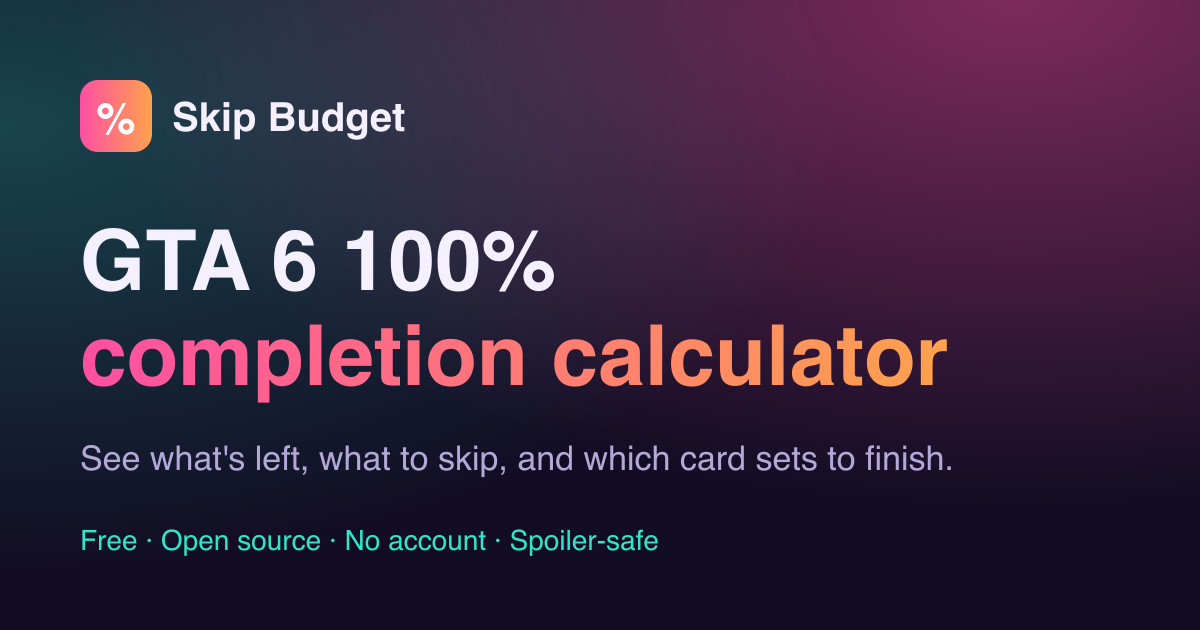 %
Skip Budget
GTA 6 100%
completion calculator
See what's left, what to skip, and which card sets to finish.
Free · Open source · No account · Spoiler-safe